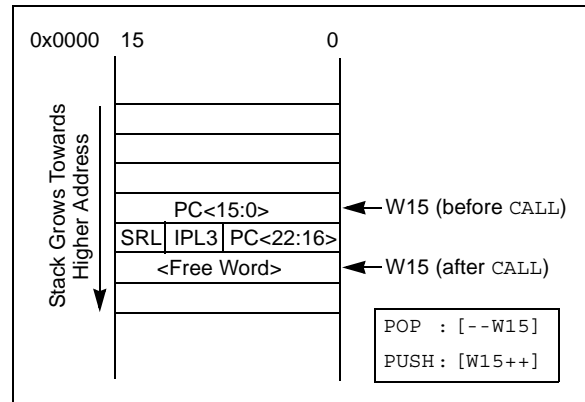 0x0000 15 0
Stack Grows Towards
Higher Address
PC<15:0>
W15 (before CALL)
SRL IPL3 PC<22:16>
<Free Word>
W15 (after CALL)
POP : [--W15]
PUSH : [W15++]